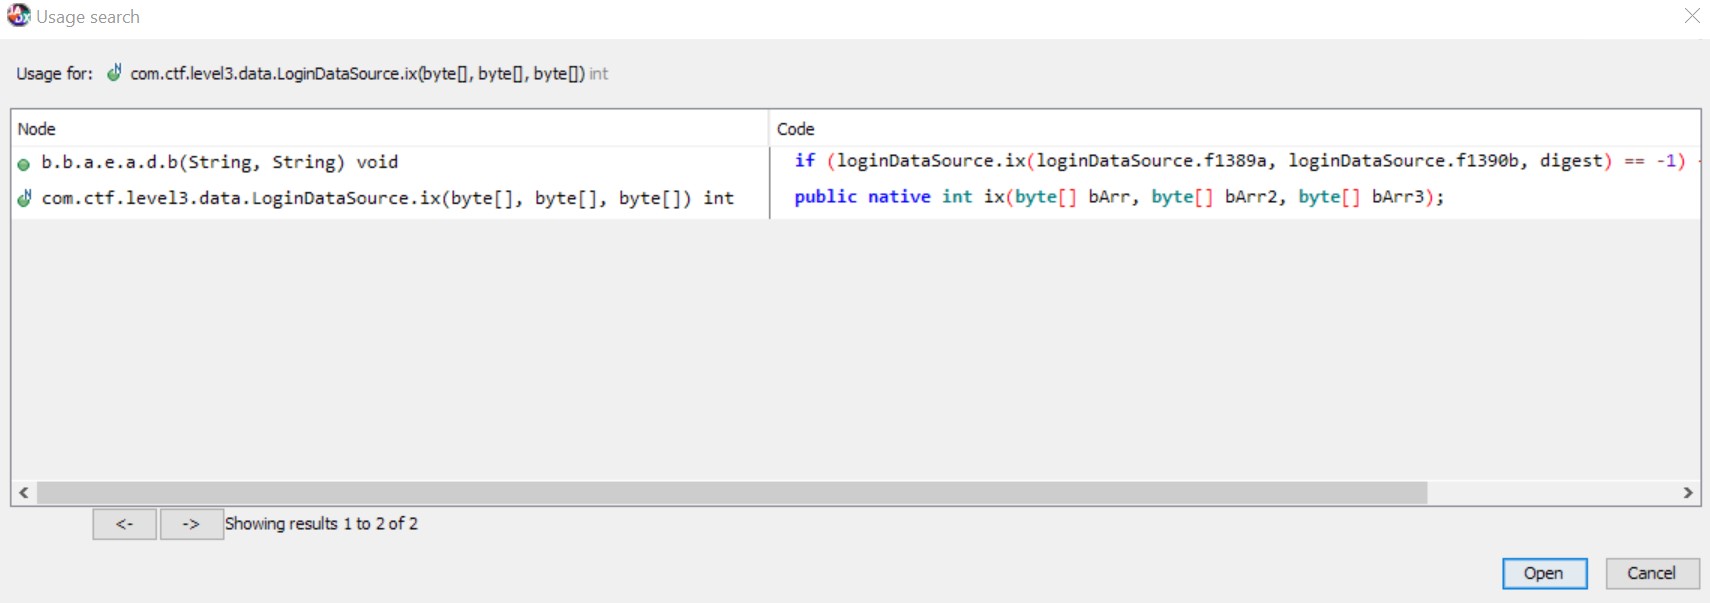 Usage search
Usage for: com.ctf.level3.data.LoginDataSource.ix(byte[], byte[], byte[]) int
Node Code
b.b.a.e.a.d.b(String, String) void if (loginDataSource.ix(loginDataSource.f1389a, loginDataSource.f1390b, digest) == -1)
com.ctf.level3.data.LoginDataSource.ix(byte[], byte[], byte[]) int public native int ix(byte[] bArr, byte[] bArr2, byte[] bArr3);
<- -> Showing results 1 to 2 of 2
Open Cancel